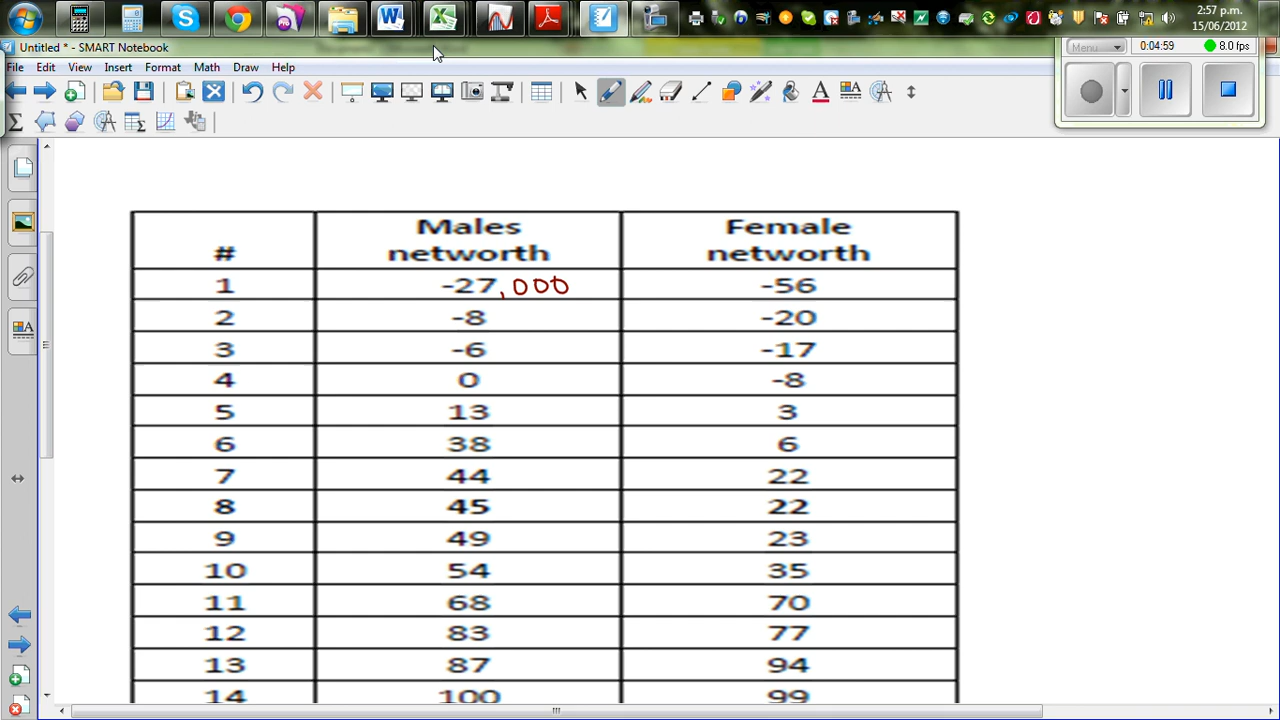 2:57 p.m.
15/06/2012
Untitled * - SMART Notebook
Menu
0:04:59
8.0 fps
File Edit View Insert Format Math Draw Help
# Males networth Female networth
1 -27,000 -56
2 -8 -20
3 -6 -17
4 0 -8
5 13 3
6 38 6
7 44 22
8 45 22
9 49 23
10 54 35
11 68 70
12 83 77
13 87 94
14 100 99